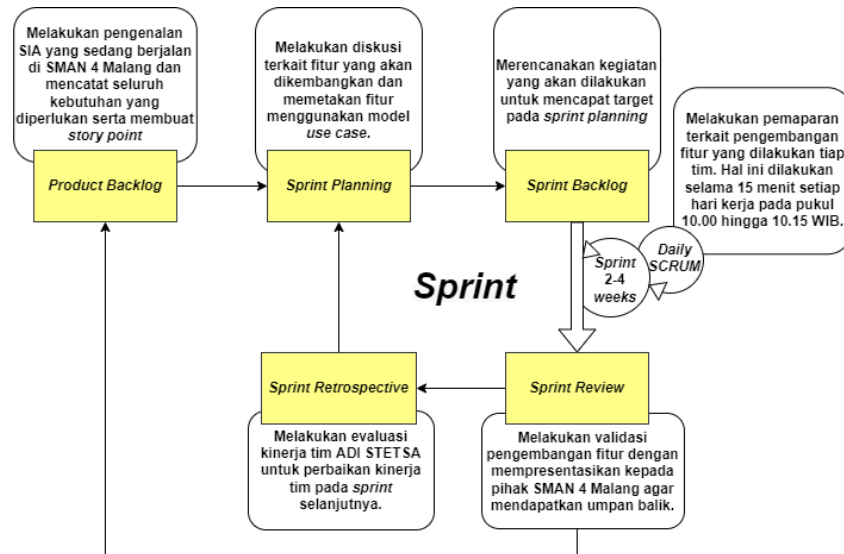 Melakukan pengenalan
SIA yang sedang berjalan
di SMAN 4 Malang dan
mencatat seluruh
kebutuhan yang
diperlukan serta membuat
story point
Product Backlog
Melakukan diskusi
terkait fitur yang akan
dikembangkan dan
memetakan fitur
menggunakan model
use case.
Sprint Planning
Merencanakan kegiatan
yang akan dilakukan
untuk mencapat target
pada sprint planning
Sprint Backlog
Melakukan pemaparan
terkait pengembangan
fitur yang dilakukan tiap
tim. Hal ini dilakukan
selama 15 menit setiap
hari kerja pada pukul
10.00 hingga 10.15 WIB.
Daily
SCRUM
Sprint
2-4
weeks
Sprint
Sprint Retrospective
Melakukan evaluasi
kinerja tim ADI STETSA
untuk perbaikan kinerja
tim pada sprint
selanjutnya.
Sprint Review
Melakukan validasi
pengembangan fitur dengan
mempresentasikan kepada
pihak SMAN 4 Malang agar
mendapatkan umpan balik.